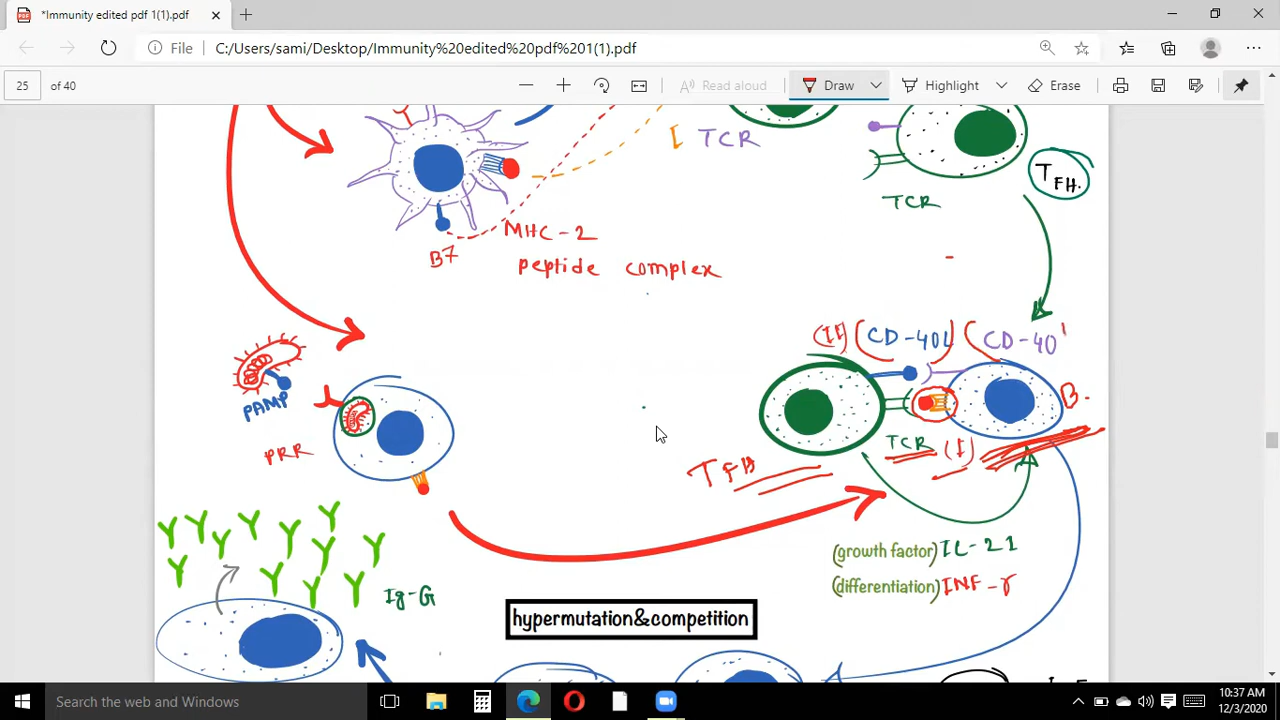 *Immunity edited pdf 1(1).pdf
File
C:/Users/sami/Desktop/Immunity%20edited%20pdf%201(1).pdf
25 of 40
Read aloud
Draw
Highlight
Erase
TCR
TFH.
TCR
MHC-2
B7
peptide complex
(II) (CD-40L) (CD-40
PAMP
B.
PRR
TCR (I)
TFH
(growth factor) IL-21
(differentiation) INF-γ
Ig-G
hypermutation&competition
Search the web and Windows
10:37 AM
12/3/2020